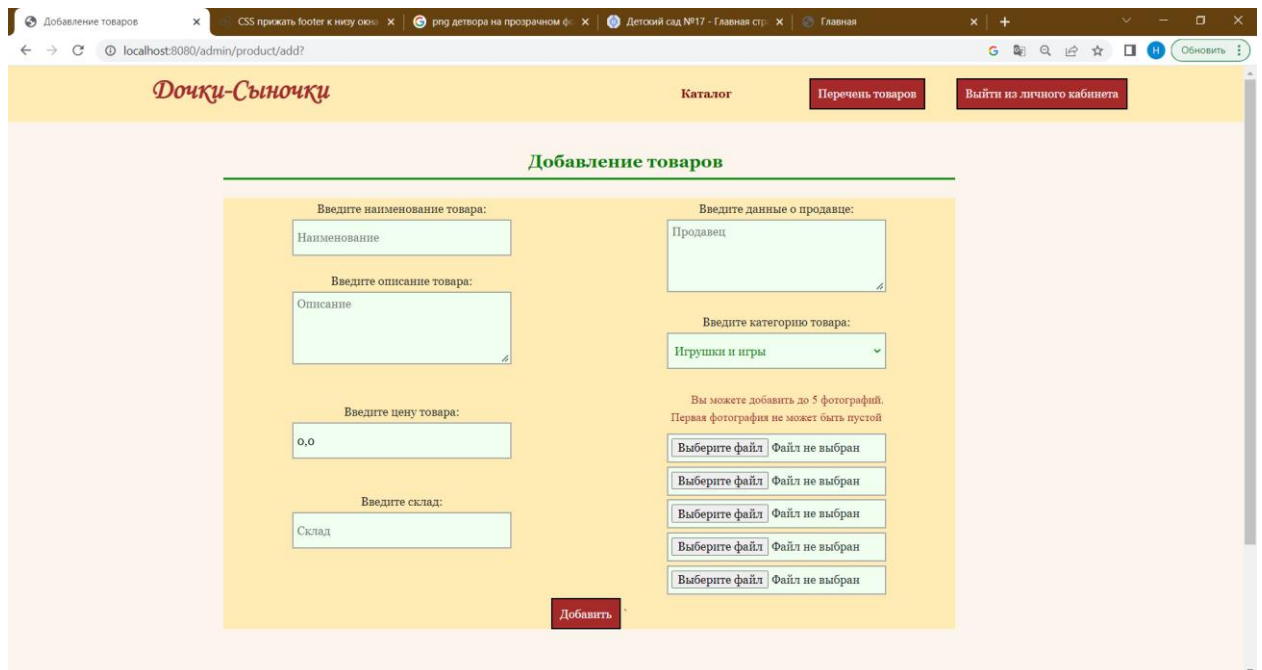 Добавление товаров
CSS прижать footer к низу окна
png детвора на прозрачном фо
Детский сад №17 - Главная стр
Главная
localhost:8080/admin/product/add?
Н
Обновить
Дочки-Сыночки
Каталог
Перечень товаров
Выйти из личного кабинета
Добавление товаров
Введите наименование товара:
Наименование
Введите описание товара:
Описание
Введите цену товара:
0,0
Введите склад:
Склад
Введите данные о продавце:
Продавец
Введите категорию товара:
Игрушки и игры
Вы можете добавить до 5 фотографий.
Первая фотография не может быть пустой
Выберите файл Файл не выбран
Выберите файл Файл не выбран
Выберите файл Файл не выбран
Выберите файл Файл не выбран
Выберите файл Файл не выбран
Добавить